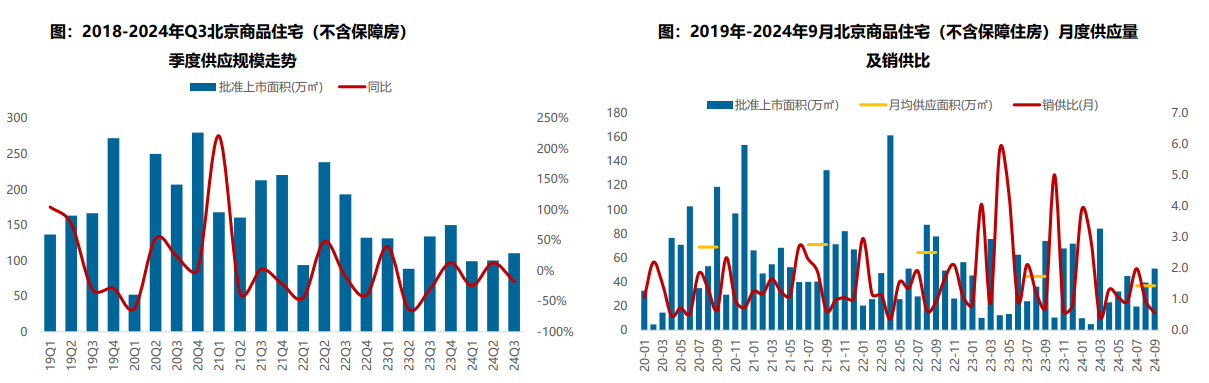 图：2018-2024年Q3北京商品住宅（不含保障房）
季度供应规模走势
批准上市面积(万㎡) 同比
300 250%
250 200%
200 150%
150 100%
100 50%
50 0%
0 -50%
-100%
19Q1 19Q2 19Q3 19Q4 20Q1 20Q2 20Q3 20Q4 21Q1 21Q2 21Q3 21Q4 22Q1 22Q2 22Q3 22Q4 23Q1 23Q2 23Q3 23Q4 24Q1 24Q2 24Q3
图：2019年-2024年9月北京商品住宅（不含保障住房）月度供应量
及销供比
批准上市面积(万㎡) 月均供应面积(万㎡) 销供比(月)
180 7.0
160 6.0
140 5.0
120 4.0
100 3.0
80 2.0
60 1.0
40 0.0
20
0
20-01 20-03 20-05 20-07 20-09 20-11 21-01 21-03 21-05 21-07 21-09 21-11 22-01 22-03 22-05 22-07 22-09 22-11 23-01 23-03 23-05 23-07 23-09 23-11 24-01 24-03 24-05 24-07 24-09